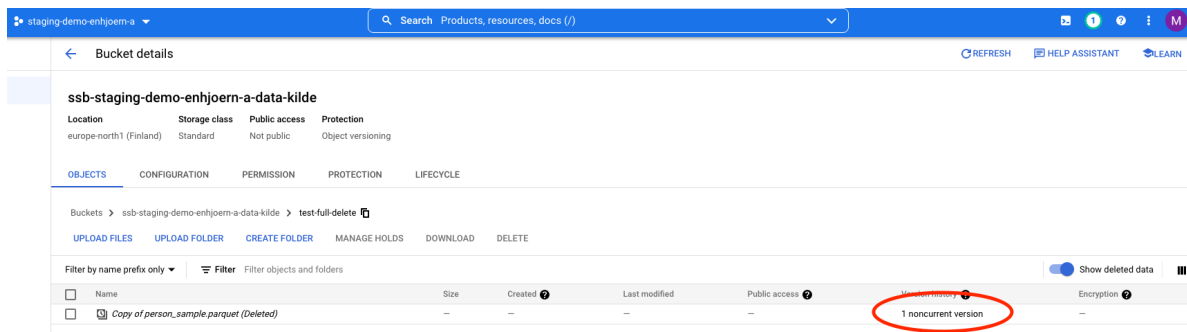 staging-demo-enhjoern-a
Search Products, resources, docs (/)
1
M
Bucket details
REFRESH
HELP ASSISTANT
LEARN
ssb-staging-demo-enhjoern-a-data-kilde
Location Storage class Public access Protection
europe-north1 (Finland) Standard Not public Object versioning
OBJECTS CONFIGURATION PERMISSION PROTECTION LIFECYCLE
Buckets > ssb-staging-demo-enhjoern-a-data-kilde > test-full-delete
UPLOAD FILES UPLOAD FOLDER CREATE FOLDER MANAGE HOLDS DOWNLOAD DELETE
Filter by name prefix only Filter Filter objects and folders Show deleted data
Name Size Created Last modified Public access Version history Encryption
Copy of person_sample.parquet (Deleted) — — — — 1 noncurrent version —